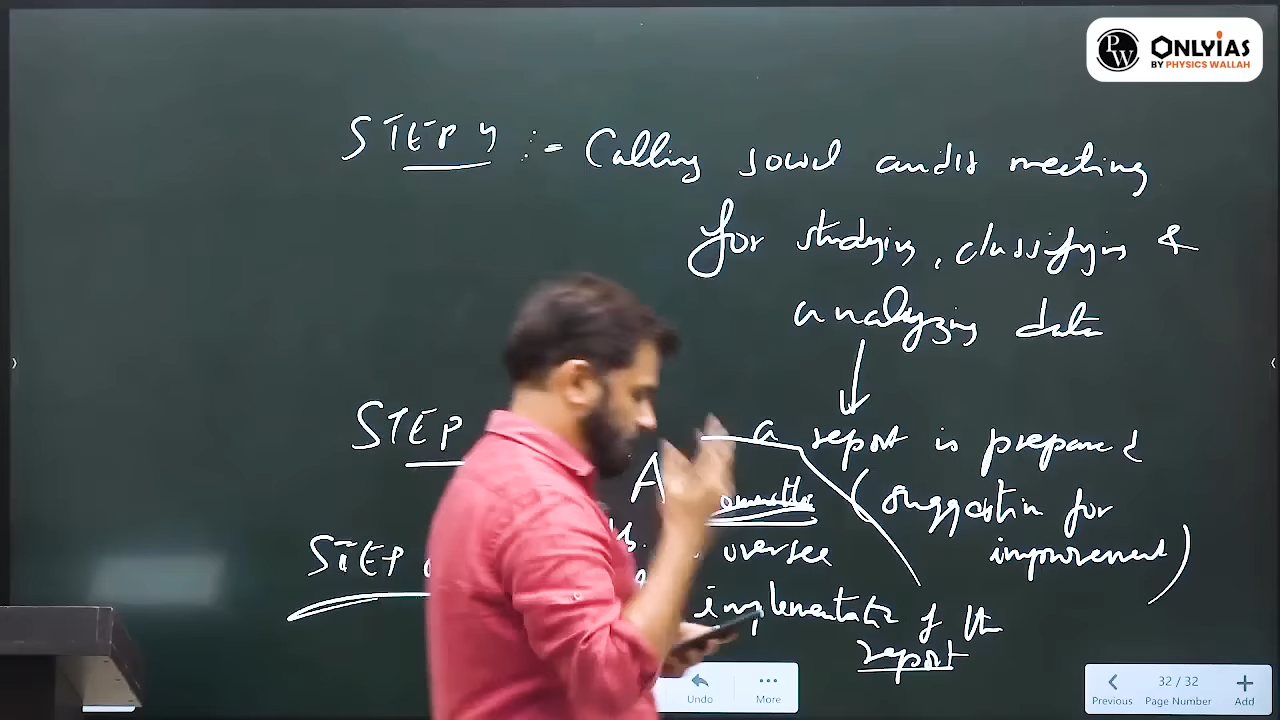 PW ONLYIAS
BY PHYSICS WALLAH
STEP 4 :- Calling social audit meeting
for studying, classifying &
analyzing data
STEP
a report is prepared
(suggestion for
improvement)
A
STEP
oversee
implementation of the
report
Undo
More
Previous
32 / 32
Page Number
Add